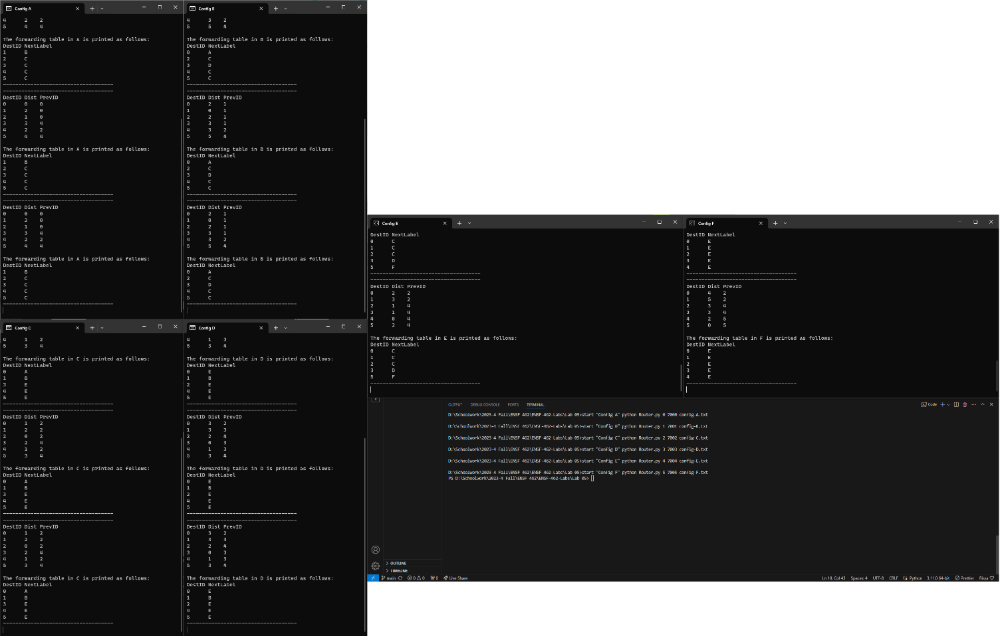 Config A
4 2 2
5 4 4
The forwarding table in A is printed as follows:
DestID NextLabel
1 B
2 C
3 C
4 C
5 C
------------------------------------
------------------------------------
DestID Dist PrevID
0 0 0
1 2 0
2 1 0
3 3 4
4 2 2
5 4 4
The forwarding table in A is printed as follows:
DestID NextLabel
1 B
2 C
3 C
4 C
5 C
------------------------------------
------------------------------------
DestID Dist PrevID
0 0 0
1 2 0
2 1 0
3 3 4
4 2 2
5 4 4
The forwarding table in A is printed as follows:
DestID NextLabel
1 B
2 C
3 C
4 C
5 C
------------------------------------
Config B
4 3 2
5 5 4
The forwarding table in B is printed as follows:
DestID NextLabel
0 A
2 C
3 D
4 C
5 C
------------------------------------
------------------------------------
DestID Dist PrevID
0 2 1
1 0 1
2 2 1
3 3 1
4 3 2
5 5 4
The forwarding table in B is printed as follows:
DestID NextLabel
0 A
2 C
3 D
4 C
5 C
------------------------------------
------------------------------------
DestID Dist PrevID
0 2 1
1 0 1
2 2 1
3 3 1
4 3 2
5 5 4
The forwarding table in B is printed as follows:
DestID NextLabel
0 A
2 C
3 D
4 C
5 C
------------------------------------
Config C
4 1 2
5 3 4
The forwarding table in C is printed as follows:
DestID NextLabel
0 A
1 B
3 E
4 E
5 E
------------------------------------
------------------------------------
DestID Dist PrevID
0 1 2
1 2 2
2 0 2
3 2 4
4 1 2
5 3 4
The forwarding table in C is printed as follows:
DestID NextLabel
0 A
1 B
3 E
4 E
5 E
------------------------------------
------------------------------------
DestID Dist PrevID
0 1 2
1 2 2
2 0 2
3 2 4
4 1 2
5 3 4
The forwarding table in C is printed as follows:
DestID NextLabel
0 A
1 B
3 E
4 E
5 E
------------------------------------
Config D
4 1 3
5 3 4
The forwarding table in D is printed as follows:
DestID NextLabel
0 E
1 B
2 E
4 E
5 E
------------------------------------
------------------------------------
DestID Dist PrevID
0 3 2
1 3 3
2 2 4
3 0 3
4 1 3
5 3 4
The forwarding table in D is printed as follows:
DestID NextLabel
0 E
1 B
2 E
4 E
5 E
------------------------------------
------------------------------------
DestID Dist PrevID
0 3 2
1 3 3
2 2 4
3 0 3
4 1 3
5 3 4
The forwarding table in D is printed as follows:
DestID NextLabel
0 E
1 B
2 E
4 E
5 E
------------------------------------
Config E
DestID NextLabel
0 C
1 C
2 C
3 D
5 F
------------------------------------
------------------------------------
DestID Dist PrevID
0 2 2
1 3 2
2 1 4
3 1 4
4 0 4
5 2 4
The forwarding table in E is printed as follows:
DestID NextLabel
0 C
1 C
2 C
3 D
5 F
------------------------------------
Config F
DestID NextLabel
0 E
1 E
2 E
3 E
4 E
------------------------------------
------------------------------------
DestID Dist PrevID
0 4 2
1 5 2
2 3 4
3 3 4
4 2 5
5 0 5
The forwarding table in F is printed as follows:
DestID NextLabel
0 E
1 E
2 E
3 E
4 E
------------------------------------
OUTPUT DEBUG CONSOLE PORTS TERMINAL Code
D:\Schoolwork\2023-4 Fall\ENSF 462\ENSF-462-Labs\Lab 05>start "Config A" python Router.py 0 7000 config-A.txt
D:\Schoolwork\2023-4 Fall\ENSF 462\ENSF-462-Labs\Lab 05>start "Config B" python Router.py 1 7001 config-B.txt
D:\Schoolwork\2023-4 Fall\ENSF 462\ENSF-462-Labs\Lab 05>start "Config C" python Router.py 2 7002 config-C.txt
D:\Schoolwork\2023-4 Fall\ENSF 462\ENSF-462-Labs\Lab 05>start "Config D" python Router.py 3 7003 config-D.txt
D:\Schoolwork\2023-4 Fall\ENSF 462\ENSF-462-Labs\Lab 05>start "Config E" python Router.py 4 7004 config-E.txt
D:\Schoolwork\2023-4 Fall\ENSF 462\ENSF-462-Labs\Lab 05>start "Config F" python Router.py 5 7005 config-F.txt
PS D:\Schoolwork\2023-4 Fall\ENSF 462\ENSF-462-Labs\Lab 05>
OUTLINE
TIMELINE
main 0 0 0 Live Share Ln 10, Col 43 Spaces: 4 UTF-8 CRLF Python 3.11.0 64-bit Prettier Rissa